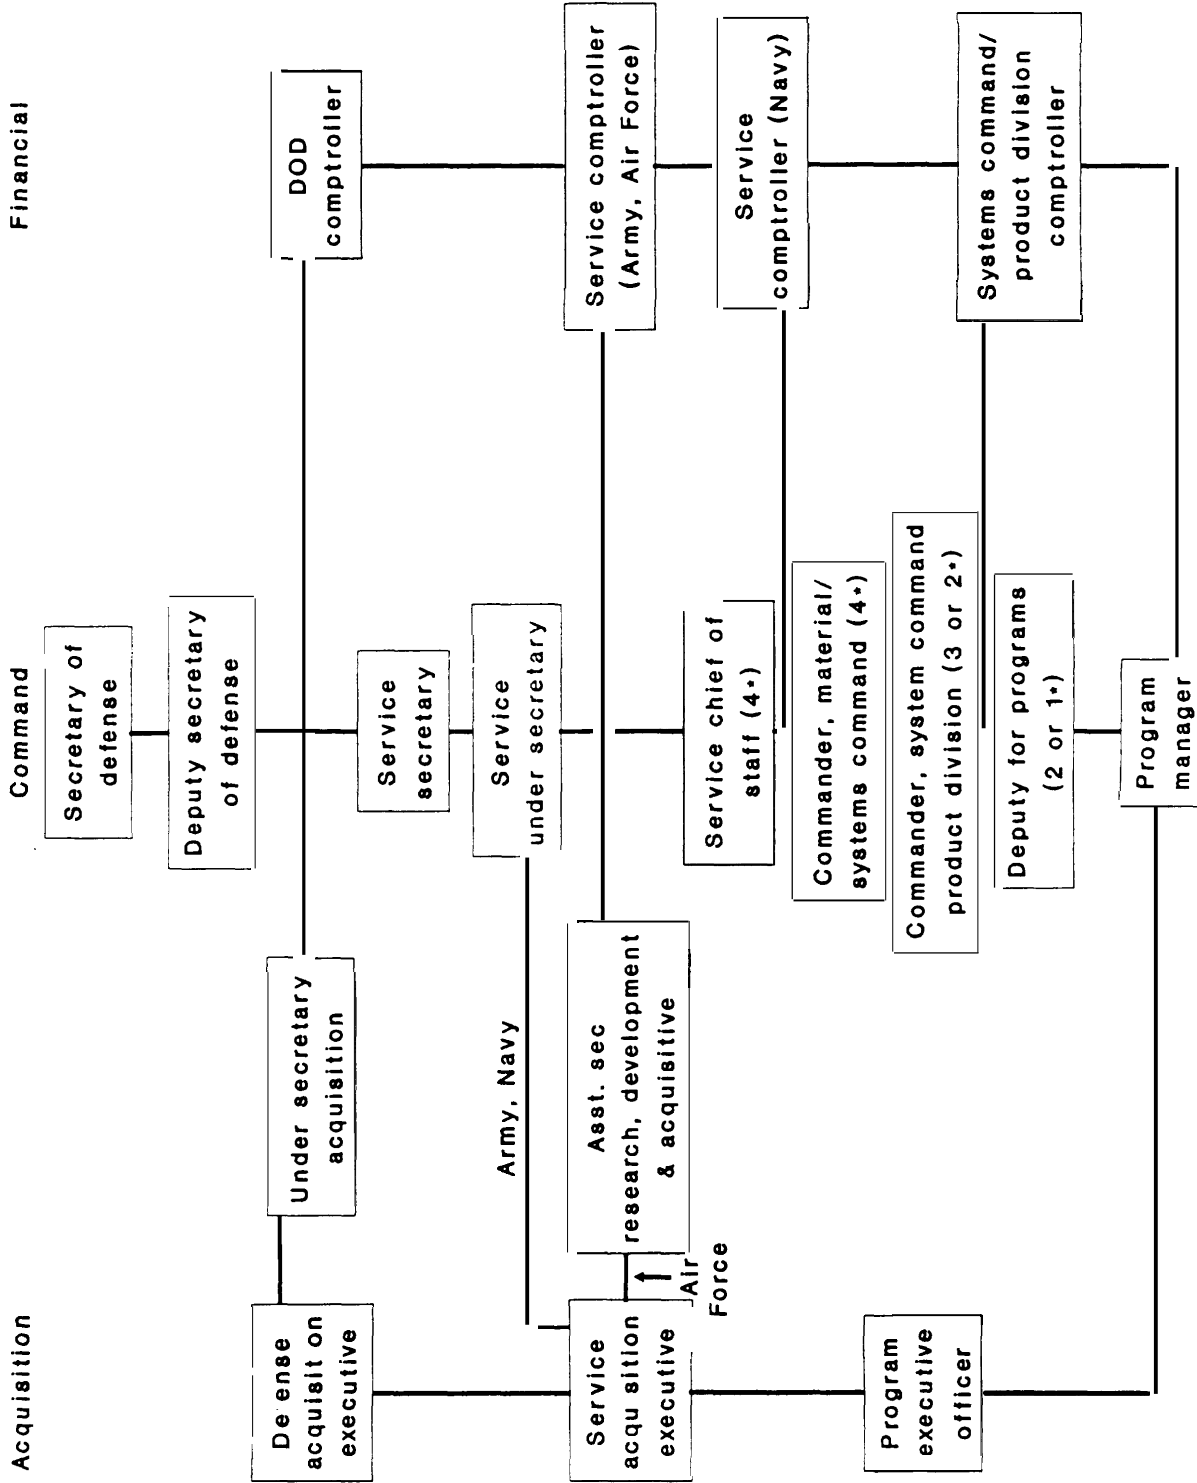 Acquisition
Command
Financial
Secretary of
defense
Deputy secretary
of defense
Under secretary
acquisition
DOD
comptroller
De ense
acquisit on
executive
Service
secretary
Service
under secretary
Army, Navy
Service
acqu sition
executive
Air
Force
Asst. sec
research, development
& acquisitive
Service comptroller
(Army, Air Force)
Service chief of
staff (4*)
Service
comptroller (Navy)
Commander, material/
systems command (4*)
Program
executive
officer
Commander, system command
product division (3 or 2*)
Systems command/
product division
comptroller
Deputy for programs
(2 or 1*)
Program
manager